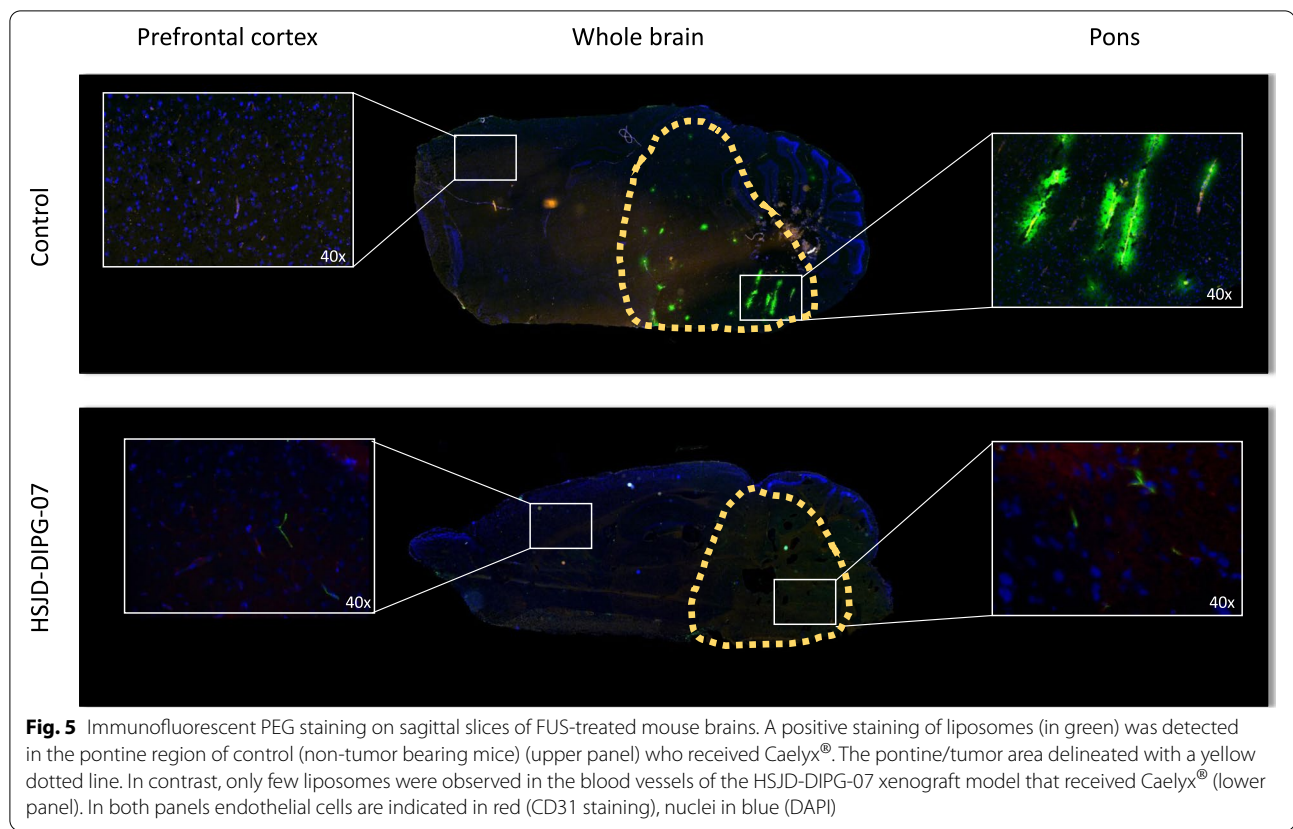 Prefrontal cortex
Whole brain
Pons
Control
40x
40x
HSJD-DIPG-07
40x
40x
Fig. 5 Immunofluorescent PEG staining on sagittal slices of FUS-treated mouse brains. A positive staining of liposomes (in green) was detected
in the pontine region of control (non-tumor bearing mice) (upper panel) who received Caelyx®. The pontine/tumor area delineated with a yellow
dotted line. In contrast, only few liposomes were observed in the blood vessels of the HSJD-DIPG-07 xenograft model that received Caelyx® (lower
panel). In both panels endothelial cells are indicated in red (CD31 staining), nuclei in blue (DAPI)